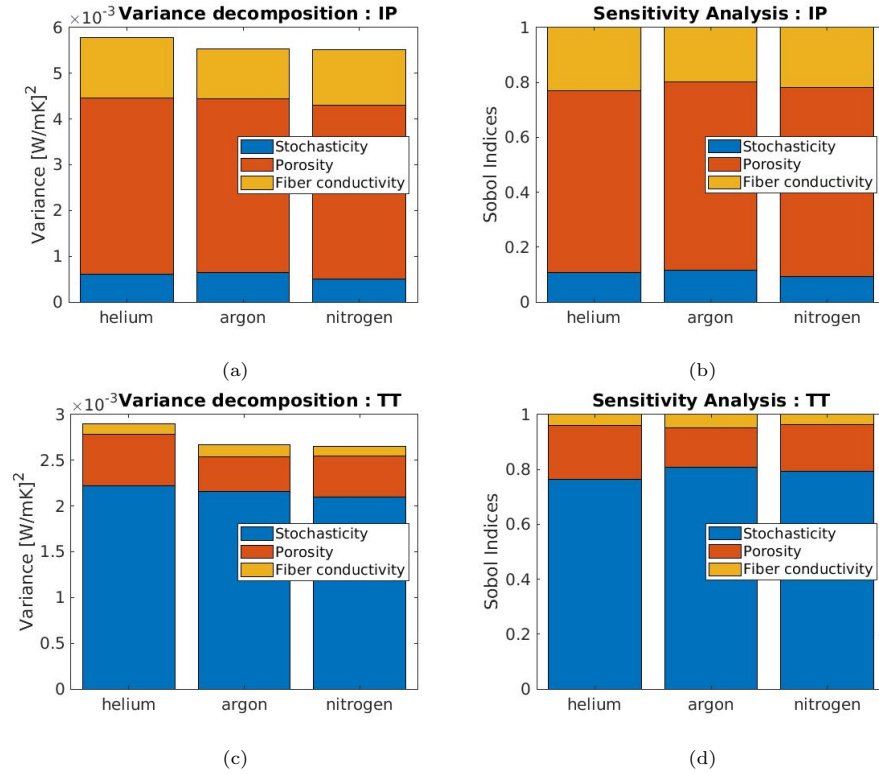 ×10⁻³ Variance decomposition : IP
6
5
4
3
2
1
0
Variance [W/mK]²
Stochasticity
Porosity
Fiber conductivity
helium argon nitrogen
(a)
Sensitivity Analysis : IP
1
0.8
0.6
0.4
0.2
0
Sobol Indices
Stochasticity
Porosity
Fiber conductivity
helium argon nitrogen
(b)
×10⁻³ Variance decomposition : TT
3
2.5
2
1.5
1
0.5
0
Variance [W/mK]²
Stochasticity
Porosity
Fiber conductivity
helium argon nitrogen
(c)
Sensitivity Analysis : TT
1
0.8
0.6
0.4
0.2
0
Sobol Indices
Stochasticity
Porosity
Fiber conductivity
helium argon nitrogen
(d)